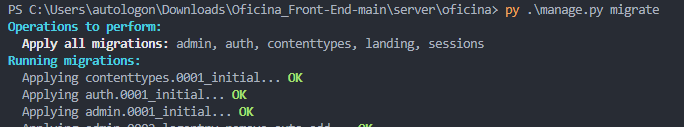 PS C:\Users\autologon\Downloads\Oficina_Front-End-main\server\oficina> py .\manage.py migrate
Operations to perform:
  Apply all migrations: admin, auth, contenttypes, landing, sessions
Running migrations:
  Applying contenttypes.0001_initial... OK
  Applying auth.0001_initial... OK
  Applying admin.0001_initial... OK
  Applying admin.0002_logentry_remove_auto_add... OK